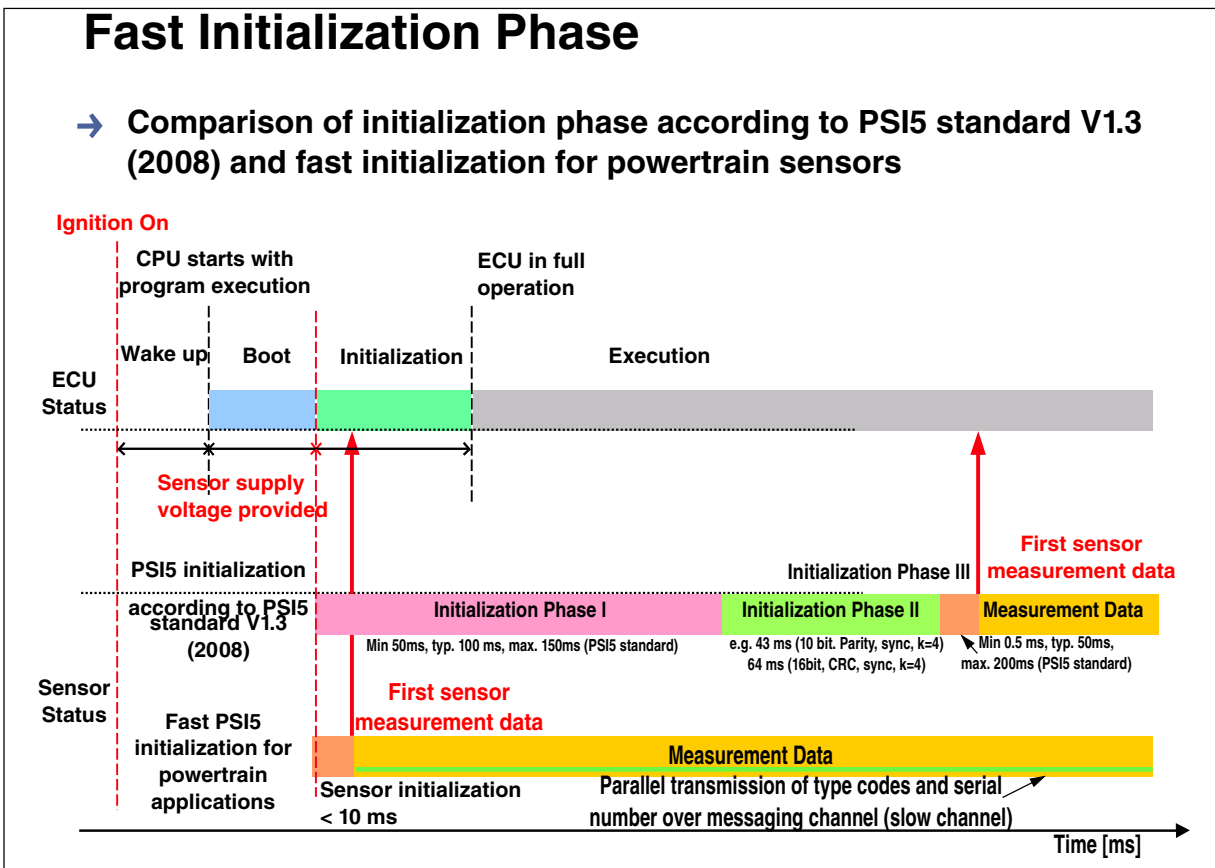 Fast Initialization Phase
Comparison of initialization phase according to PSI5 standard V1.3
(2008) and fast initialization for powertrain sensors
Ignition On
CPU starts with
program execution
ECU in full
operation
Wake up
Boot
Initialization
Execution
ECU
Status
Sensor supply
voltage provided
First sensor
measurement data
PSI5 initialization
according to PSI5
standard V1.3
(2008)
Initialization Phase III
Initialization Phase I
Initialization Phase II
Measurement Data
Min 50ms, typ. 100 ms, max. 150ms (PSI5 standard)
e.g. 43 ms (10 bit. Parity, sync, k=4)
64 ms (16bit, CRC, sync, k=4)
Min 0.5 ms, typ. 50ms,
max. 200ms (PSI5 standard)
Sensor
Status
First sensor
measurement data
Fast PSI5
initialization for
powertrain
applications
Measurement Data
Sensor initialization
< 10 ms
Parallel transmission of type codes and serial
number over messaging channel (slow channel)
Time [ms]